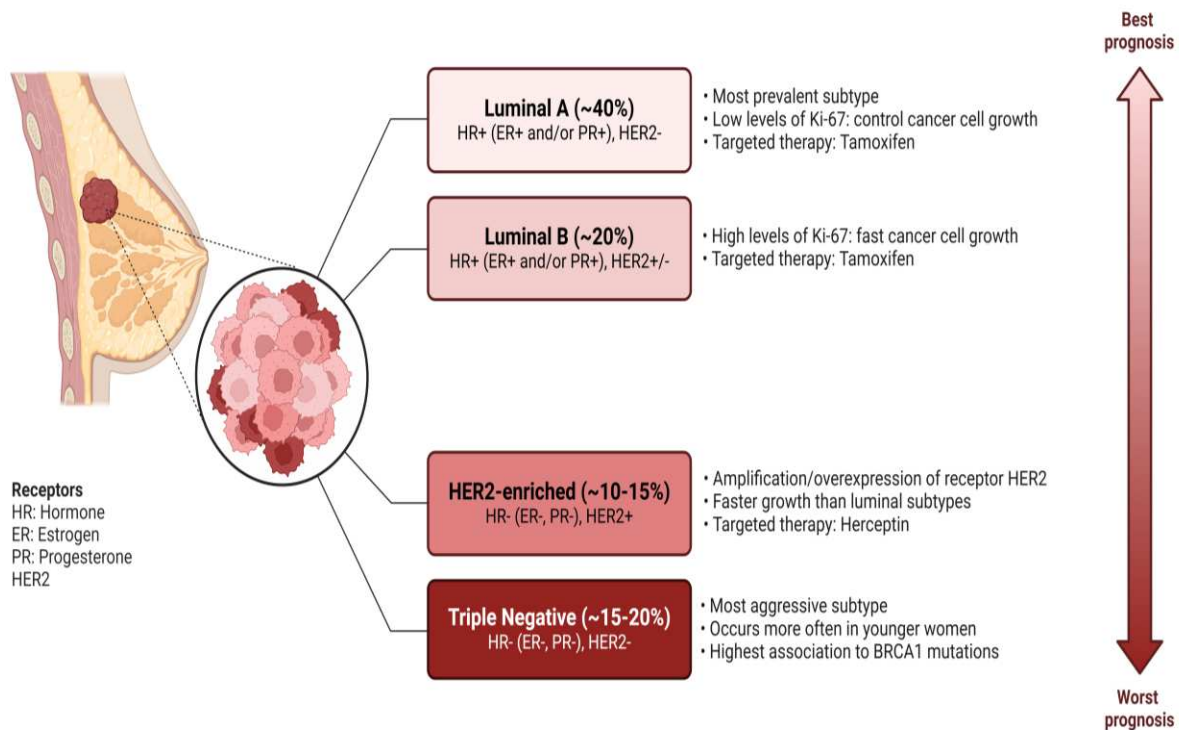 Best
prognosis
Luminal A (~40%)
HR+ (ER+ and/or PR+), HER2-
• Most prevalent subtype
• Low levels of Ki-67: control cancer cell growth
• Targeted therapy: Tamoxifen
Luminal B (~20%)
HR+ (ER+ and/or PR+), HER2+/-
• High levels of Ki-67: fast cancer cell growth
• Targeted therapy: Tamoxifen
HER2-enriched (~10-15%)
HR- (ER-, PR-), HER2+
• Amplification/overexpression of receptor HER2
• Faster growth than luminal subtypes
• Targeted therapy: Herceptin
Receptors
HR: Hormone
ER: Estrogen
PR: Progesterone
HER2
Triple Negative (~15-20%)
HR- (ER-, PR-), HER2-
• Most aggressive subtype
• Occurs more often in younger women
• Highest association to BRCA1 mutations
Worst
prognosis